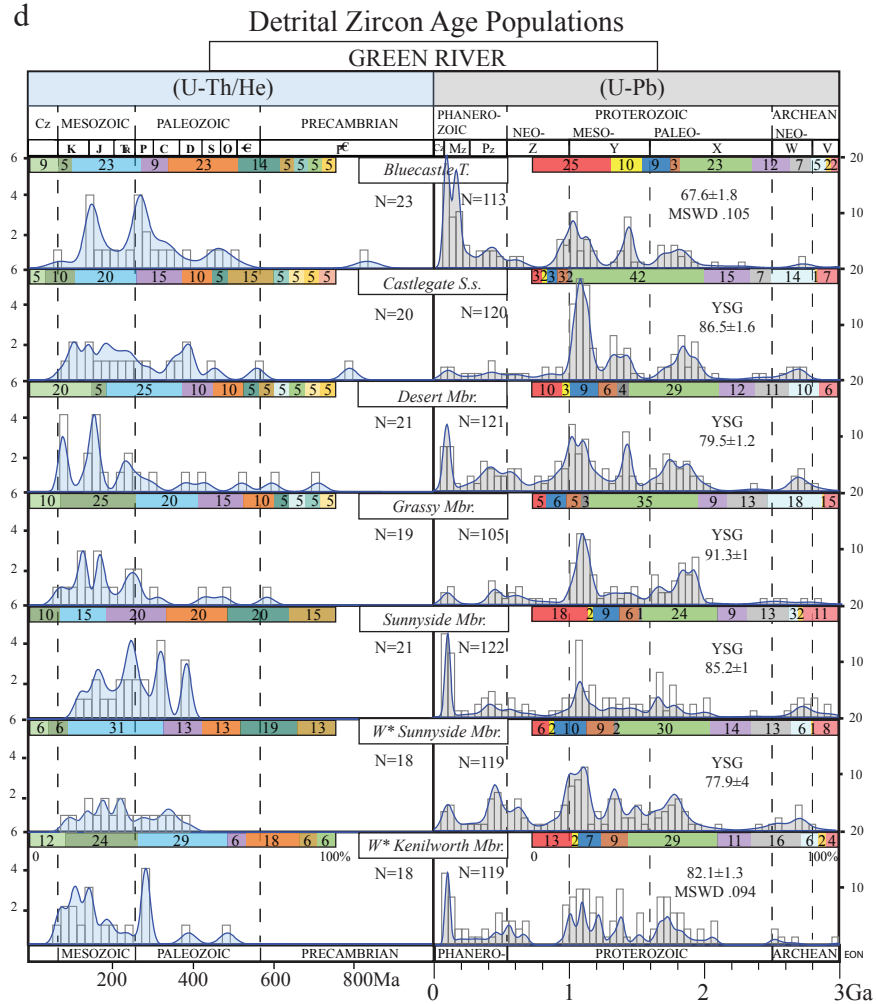 d
Detrital Zircon Age Populations
GREEN RIVER
(U-Th/He) (U-Pb)
Cz MESOZOIC PALEOZOIC PRECAMBRIAN PHANERO-ZOIC PROTEROZOIC ARCHEAN
NEO- MESO- PALEO- NEO-
K J TR P C D S O Є PЄ Cz Mz Pz Z Y X W V
6 9 5 23 9 23 14 5 5 5 25 10 9 3 23 12 7 5 2 2 20
Bluecastle T.
N=23 N=113 67.6±1.8
MSWD .105
4 10
2
6 5 10 20 15 10 5 15 5 5 5 5 3 2 3 3 2 42 15 7 14 1 7 20
Castlegate S.s.
N=20 N=120 YSG
86.5±1.6
4 10
2
6 20 5 25 10 10 5 5 5 5 5 10 3 9 6 4 29 12 11 10 6 20
Desert Mbr.
N=21 N=121 YSG
79.5±1.2
4 10
2
6 10 25 20 15 10 5 5 5 5 5 6 5 3 35 9 13 18 1 5 20
Grassy Mbr.
N=19 N=105 YSG
91.3±1
4 10
2
6 10 15 20 20 20 15 18 2 9 6 1 24 9 13 3 2 11 20
Sunnyside Mbr.
N=21 N=122 YSG
85.2±1
4 10
2
6 6 6 31 13 13 19 13 6 2 10 9 2 30 14 13 6 1 8 20
W* Sunnyside Mbr.
N=18 N=119 YSG
77.9±4
4 10
2
6 12 24 29 6 18 6 6 13 2 7 9 29 11 16 6 2 4 20
W* Kenilworth Mbr.
0 100% 0 100%
N=18 N=119 82.1±1.3
MSWD .094
4 10
2
MESOZOIC PALEOZOIC PRECAMBRIAN PHANERO- PROTEROZOIC ARCHEAN EON
200 400 600 800Ma 0 1 2 3Ga